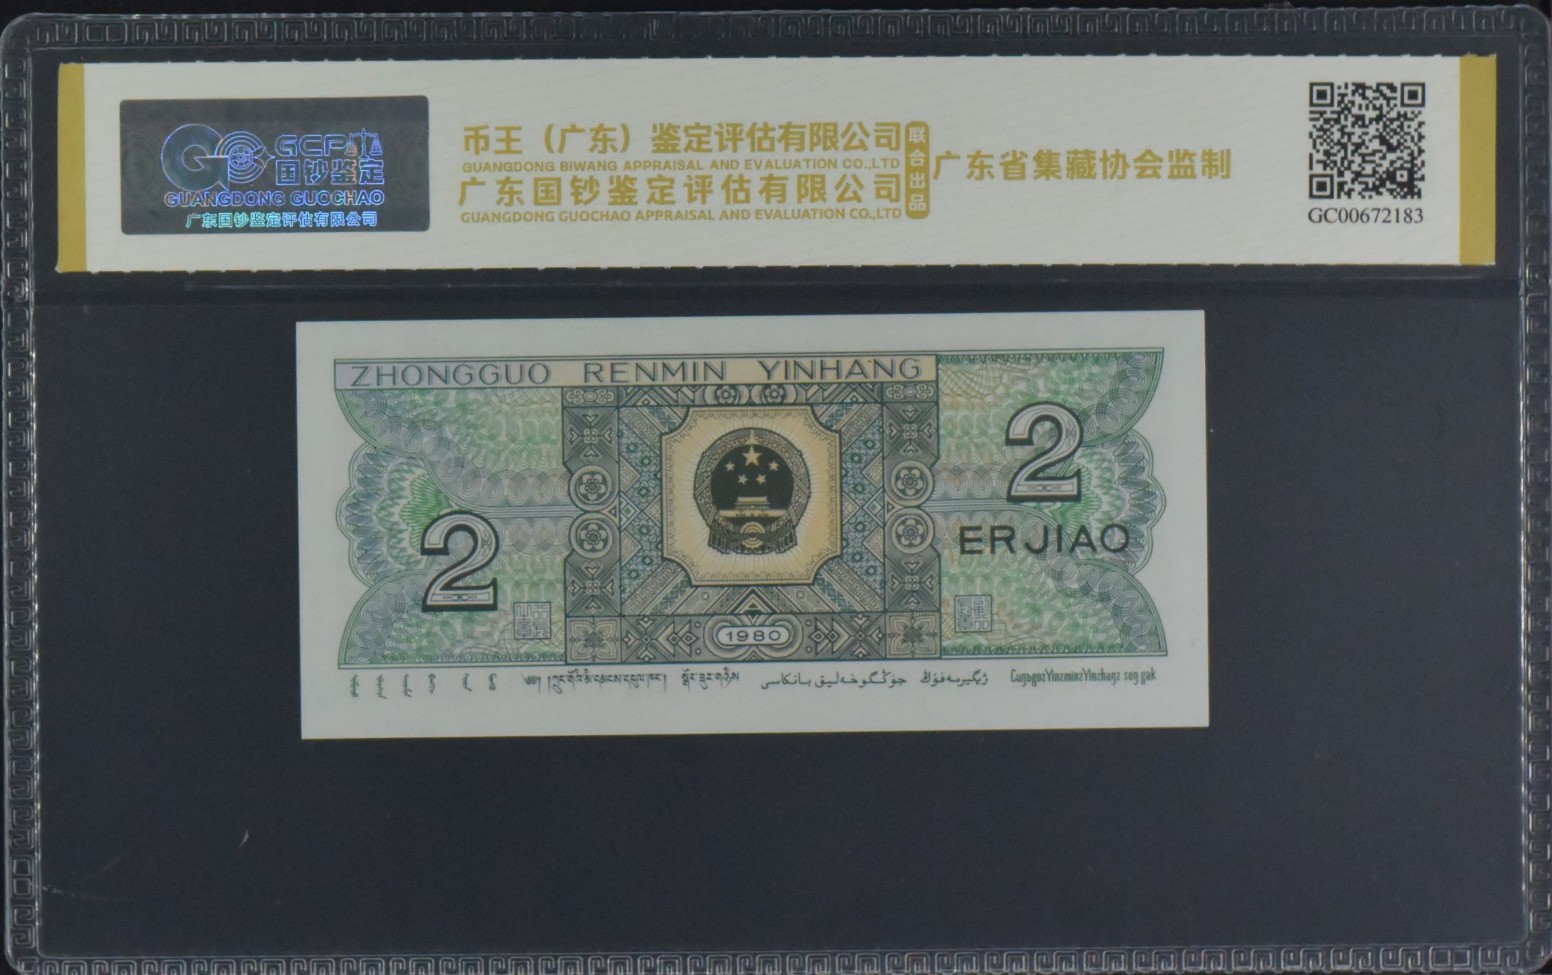 GCP
国钞鉴定
GUANGDONG GUOCHAO
广东国钞鉴定评估有限公司
币王（广东）鉴定评估有限公司
GUANGDONG BIWANG APPRAISAL AND EVALUATION CO.,LTD
广东国钞鉴定评估有限公司
GUANGDONG GUOCHAO APPRAISAL AND EVALUATION CO.,LTD
联合出品
广东省集藏协会监制
GC00672183
ZHONGGUO RENMIN YINHANG
2
2
ERJIAO
1980